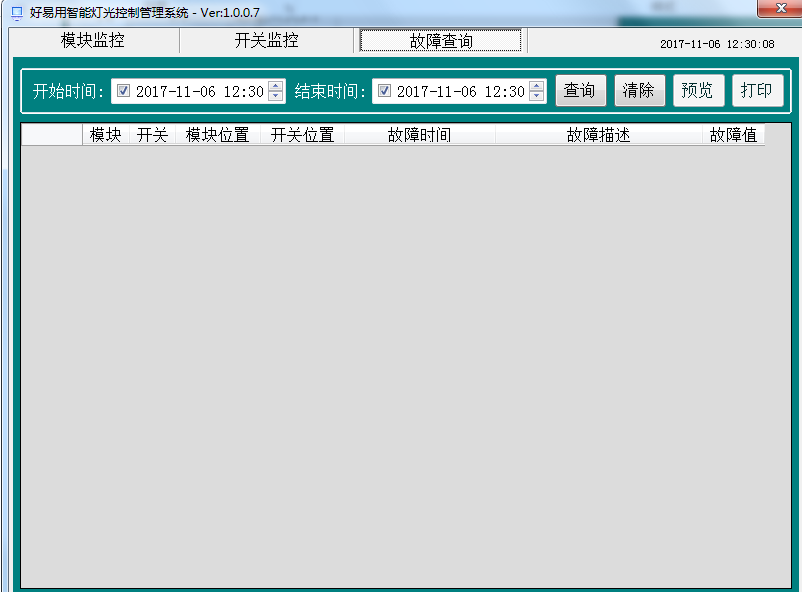 好易用智能灯光控制管理系统 - Ver:1.0.0.7
模块监控 开关监控 故障查询 2017-11-06 12:30:08
开始时间: 2017-11-06 12:30 结束时间: 2017-11-06 12:30 查询 清除 预览 打印
模块 开关 模块位置 开关位置 故障时间 故障描述 故障值